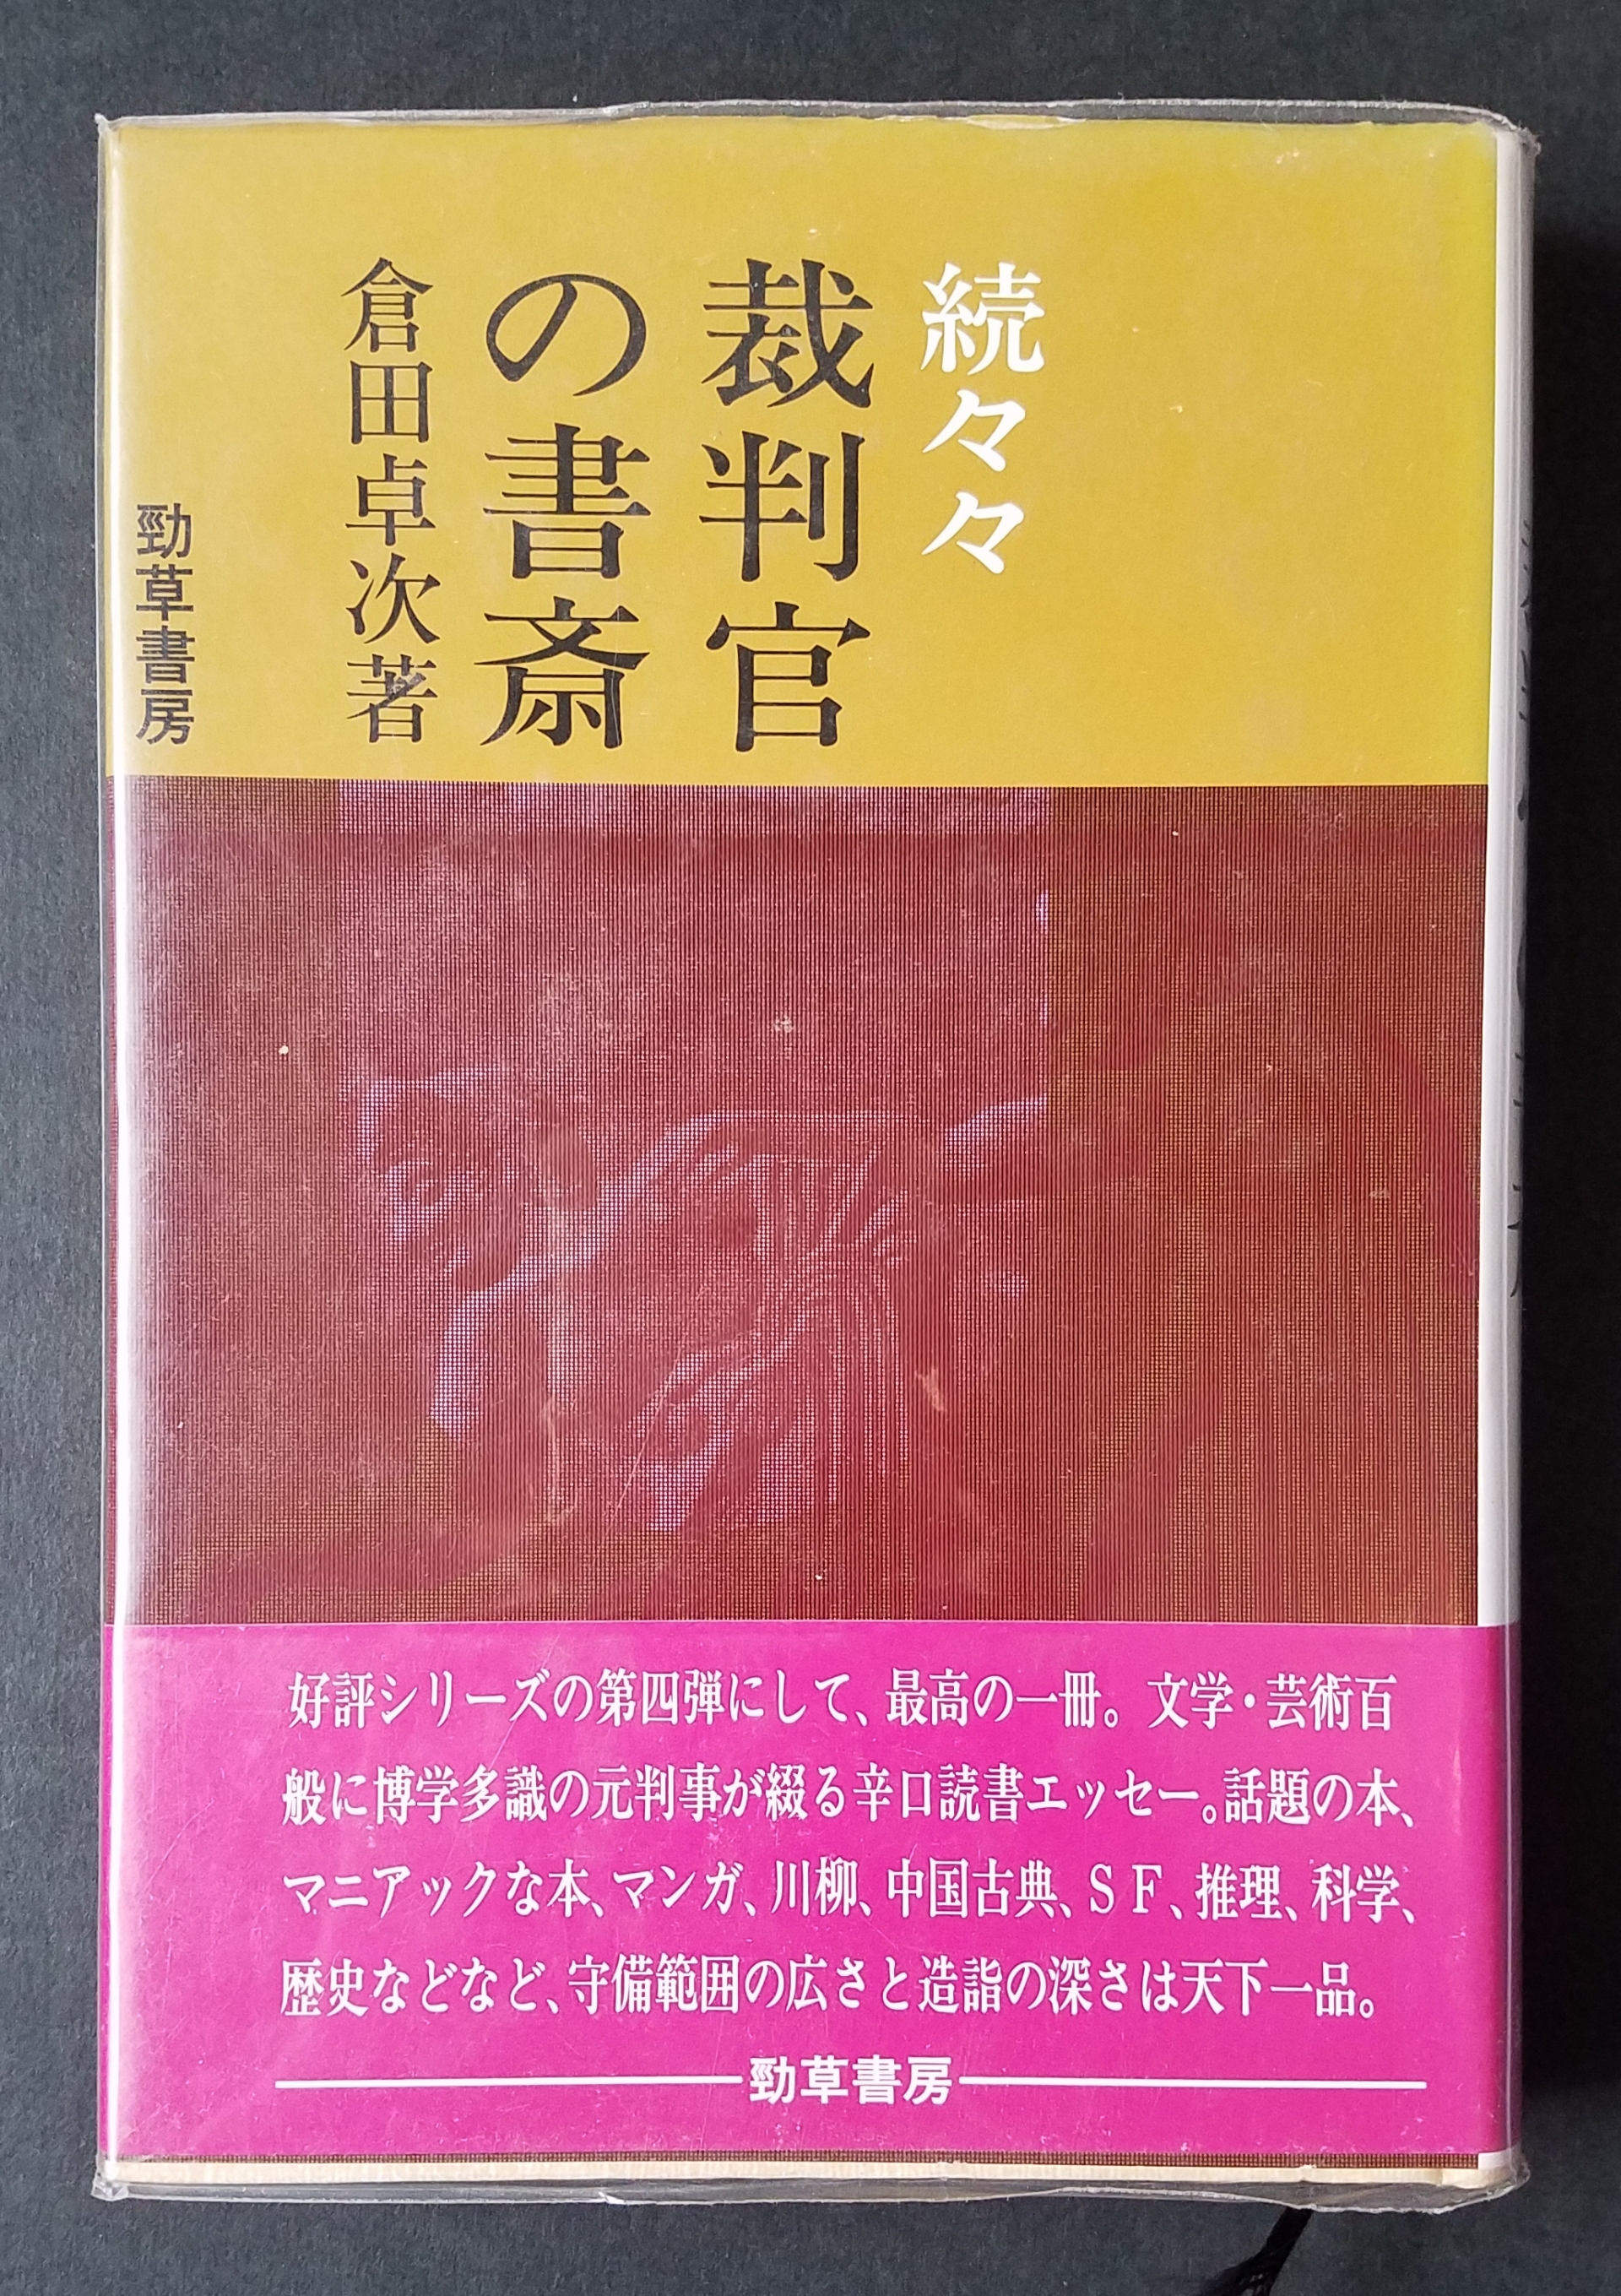 続々々
裁判官
の書斎
倉田卓次著
勁草書房
好評シリーズの第四弾にして、最高の一冊。文学・芸術百
般に博学多識の元判事が綴る辛口読書エッセー。話題の本、
マニアックな本、マンガ、川柳、中国古典、ＳＦ、推理、科学、
歴史などなど、守備範囲の広さと造詣の深さは天下一品。
勁草書房